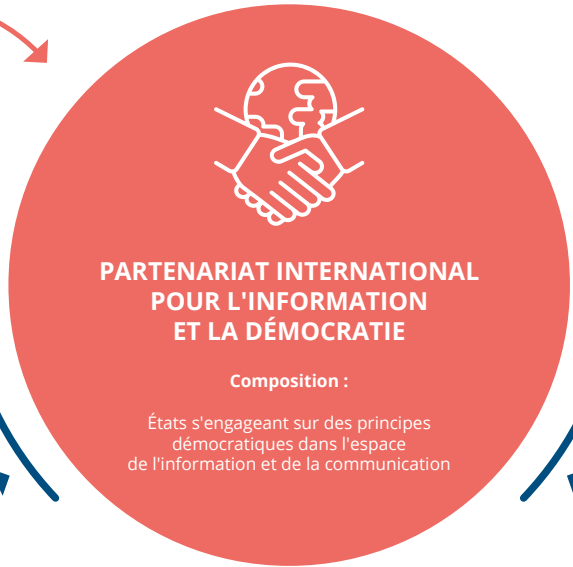 PARTENARIAT INTERNATIONAL
POUR L'INFORMATION
ET LA DÉMOCRATIE
Composition :
États s'engageant sur des principes
démocratiques dans l'espace
de l'information et de la communication